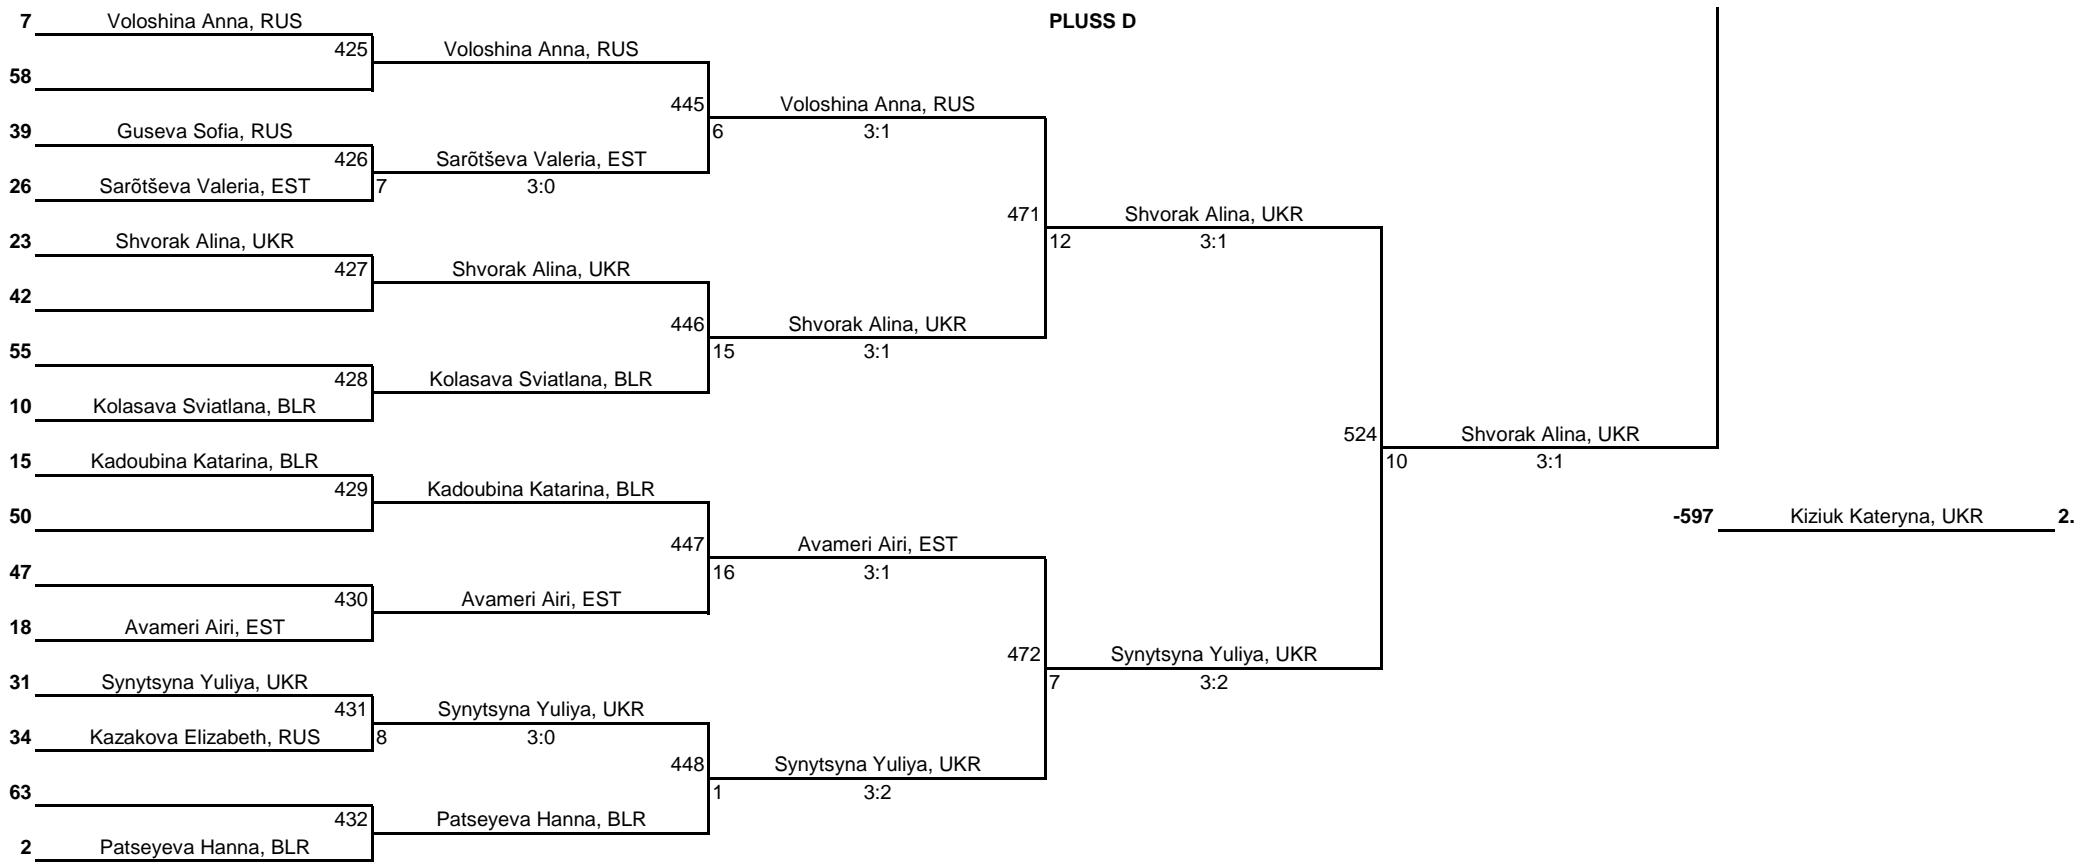 7 Voloshina Anna, RUS PLUSS D
425 Voloshina Anna, RUS
58
445 Voloshina Anna, RUS
39 Guseva Sofia, RUS 6 3:1
426 Sarõtševa Valeria, EST
26 Sarõtševa Valeria, EST 7 3:0
471 Shvorak Alina, UKR
23 Shvorak Alina, UKR 12 3:1
427 Shvorak Alina, UKR
42
446 Shvorak Alina, UKR
55 15 3:1
428 Kolasava Sviatlana, BLR
10 Kolasava Sviatlana, BLR
524 Shvorak Alina, UKR
15 Kadoubina Katarina, BLR 10 3:1
429 Kadoubina Katarina, BLR
50 -597 Kiziuk Kateryna, UKR 2.
447 Avameri Airi, EST
47 16 3:1
430 Avameri Airi, EST
18 Avameri Airi, EST
472 Synytsyna Yuliya, UKR
31 Synytsyna Yuliya, UKR 7 3:2
431 Synytsyna Yuliya, UKR
34 Kazakova Elizabeth, RUS 8 3:0
448 Synytsyna Yuliya, UKR
63 1 3:2
432 Patseyeva Hanna, BLR
2 Patseyeva Hanna, BLR